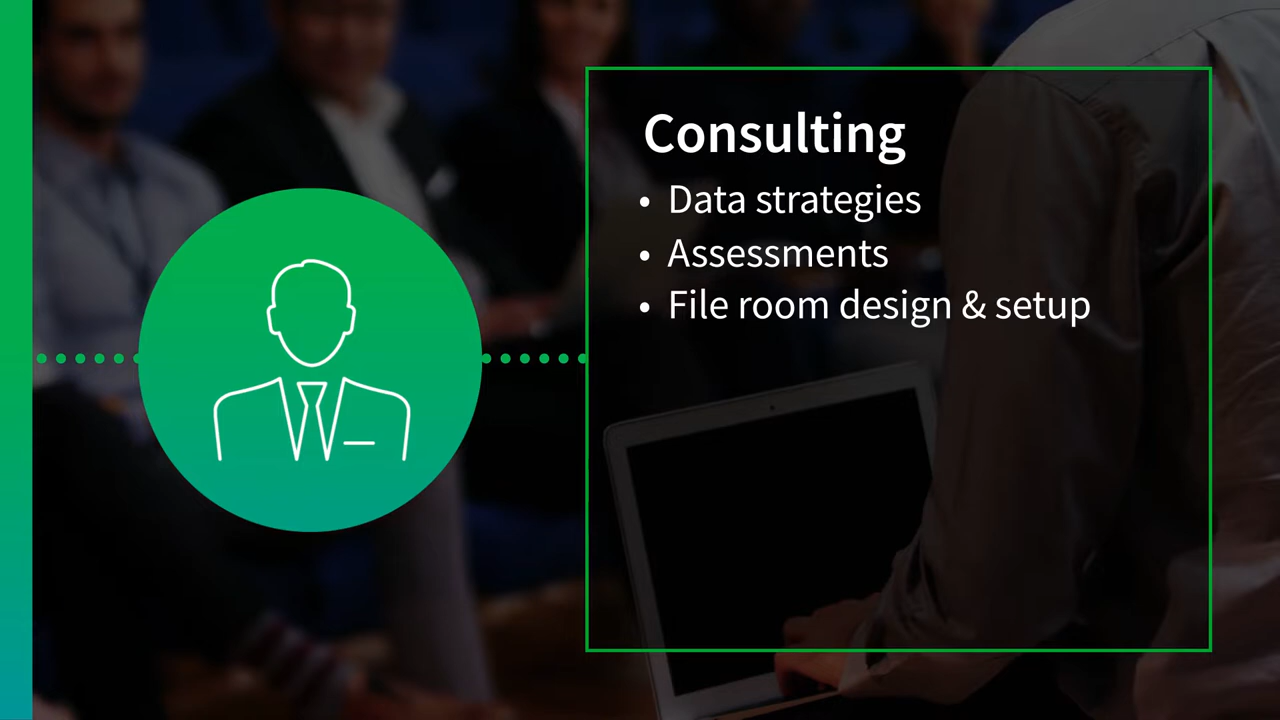 Consulting
• Data strategies
• Assessments
• File room design & setup